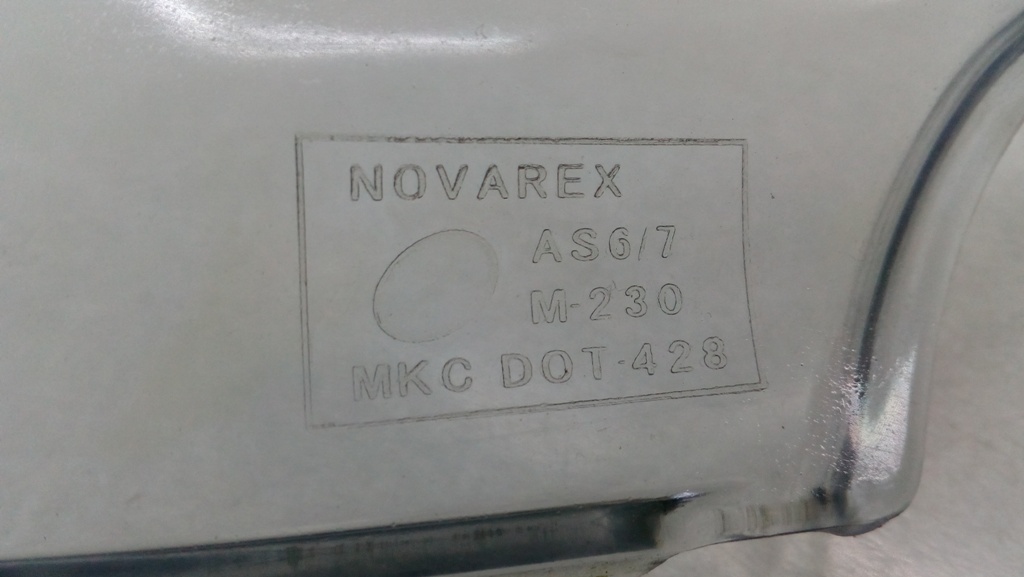 NOVAREX
AS6/7
M-230
MKC DOT-428